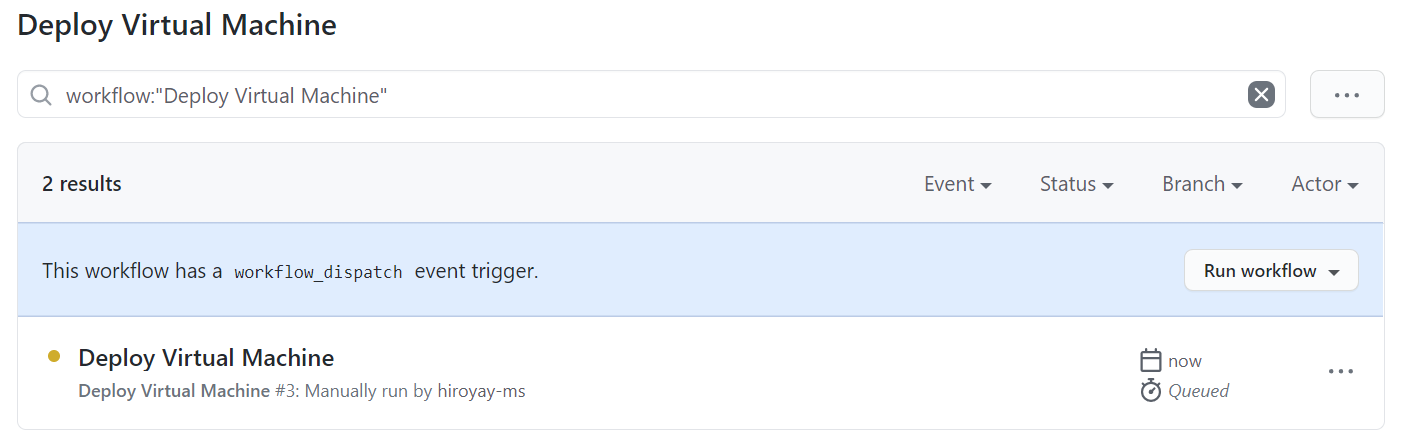 Deploy Virtual Machine
workflow:"Deploy Virtual Machine"
2 results Event Status Branch Actor
This workflow has a workflow_dispatch event trigger. Run workflow
Deploy Virtual Machine now
Deploy Virtual Machine #3: Manually run by hiroyay-ms Queued